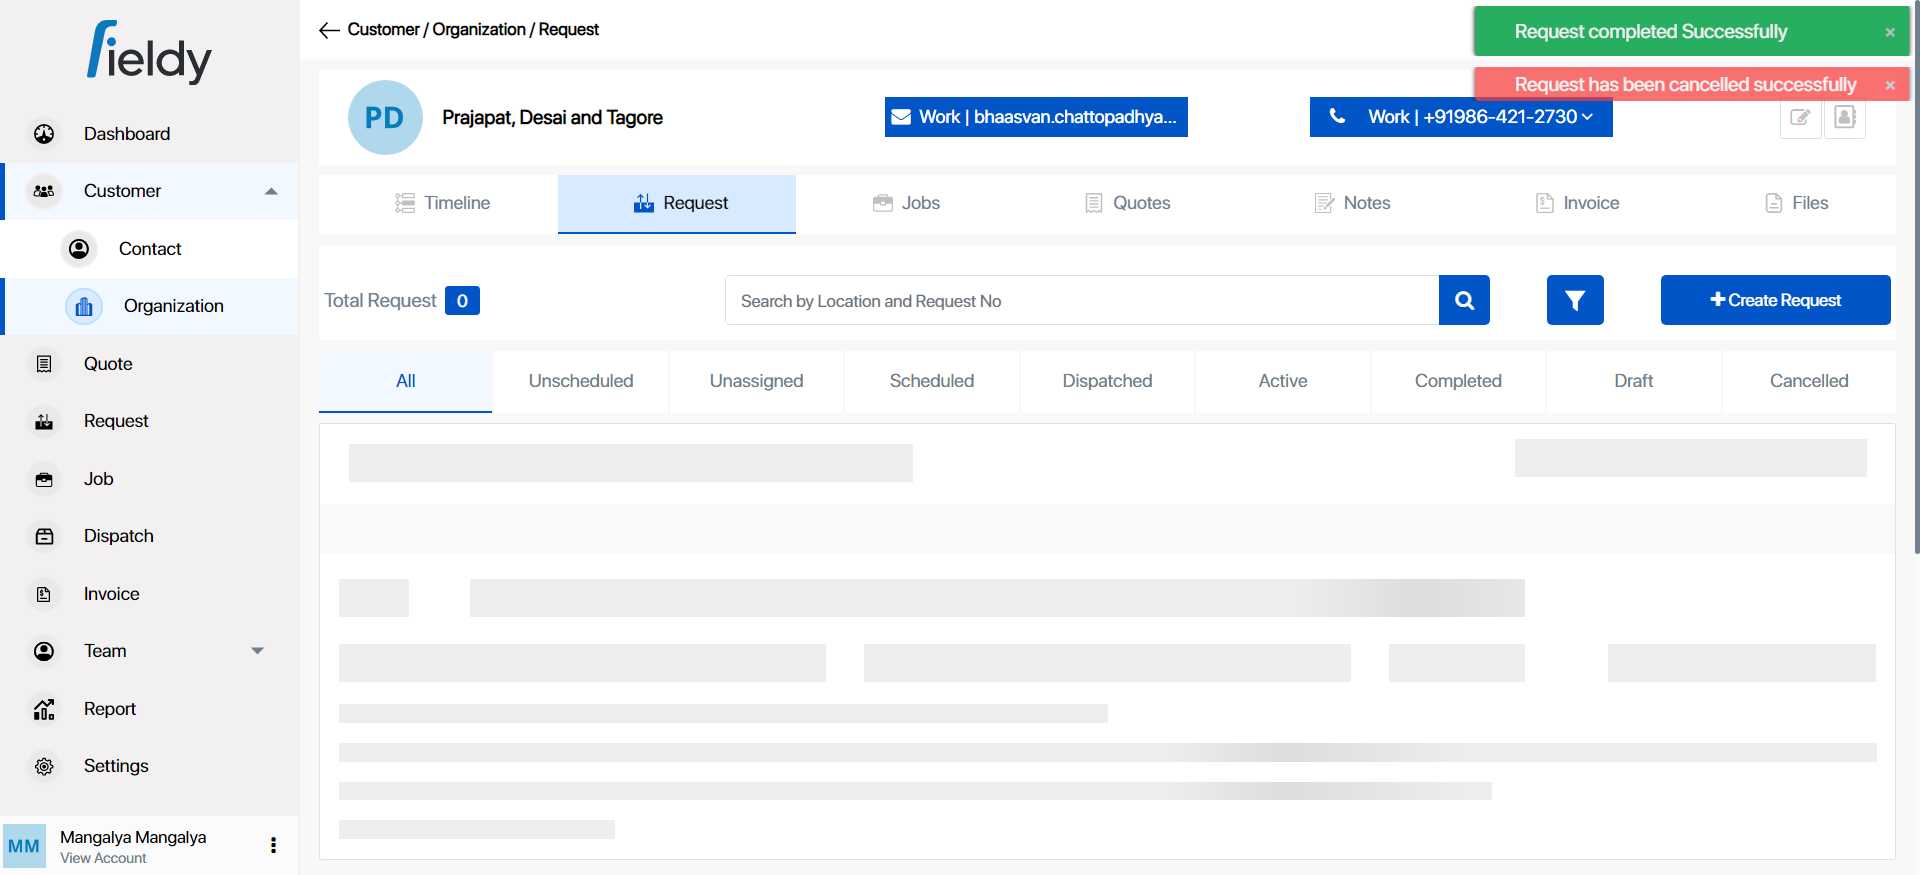 fieldy
Dashboard
Customer
Contact
Organization
Quote
Request
Job
Dispatch
Invoice
Team
Report
Settings
MM
Mangalya Mangalya
View Account
Customer / Organization / Request
Request completed Successfully ×
Request has been cancelled successfully ×
PD
Prajapat, Desai and Tagore
Work | bhaasvan.chattopadhya...
Work | +91986-421-2730
Timeline
Request
Jobs
Quotes
Notes
Invoice
Files
Total Request 0
Search by Location and Request No
+Create Request
All
Unscheduled
Unassigned
Scheduled
Dispatched
Active
Completed
Draft
Cancelled